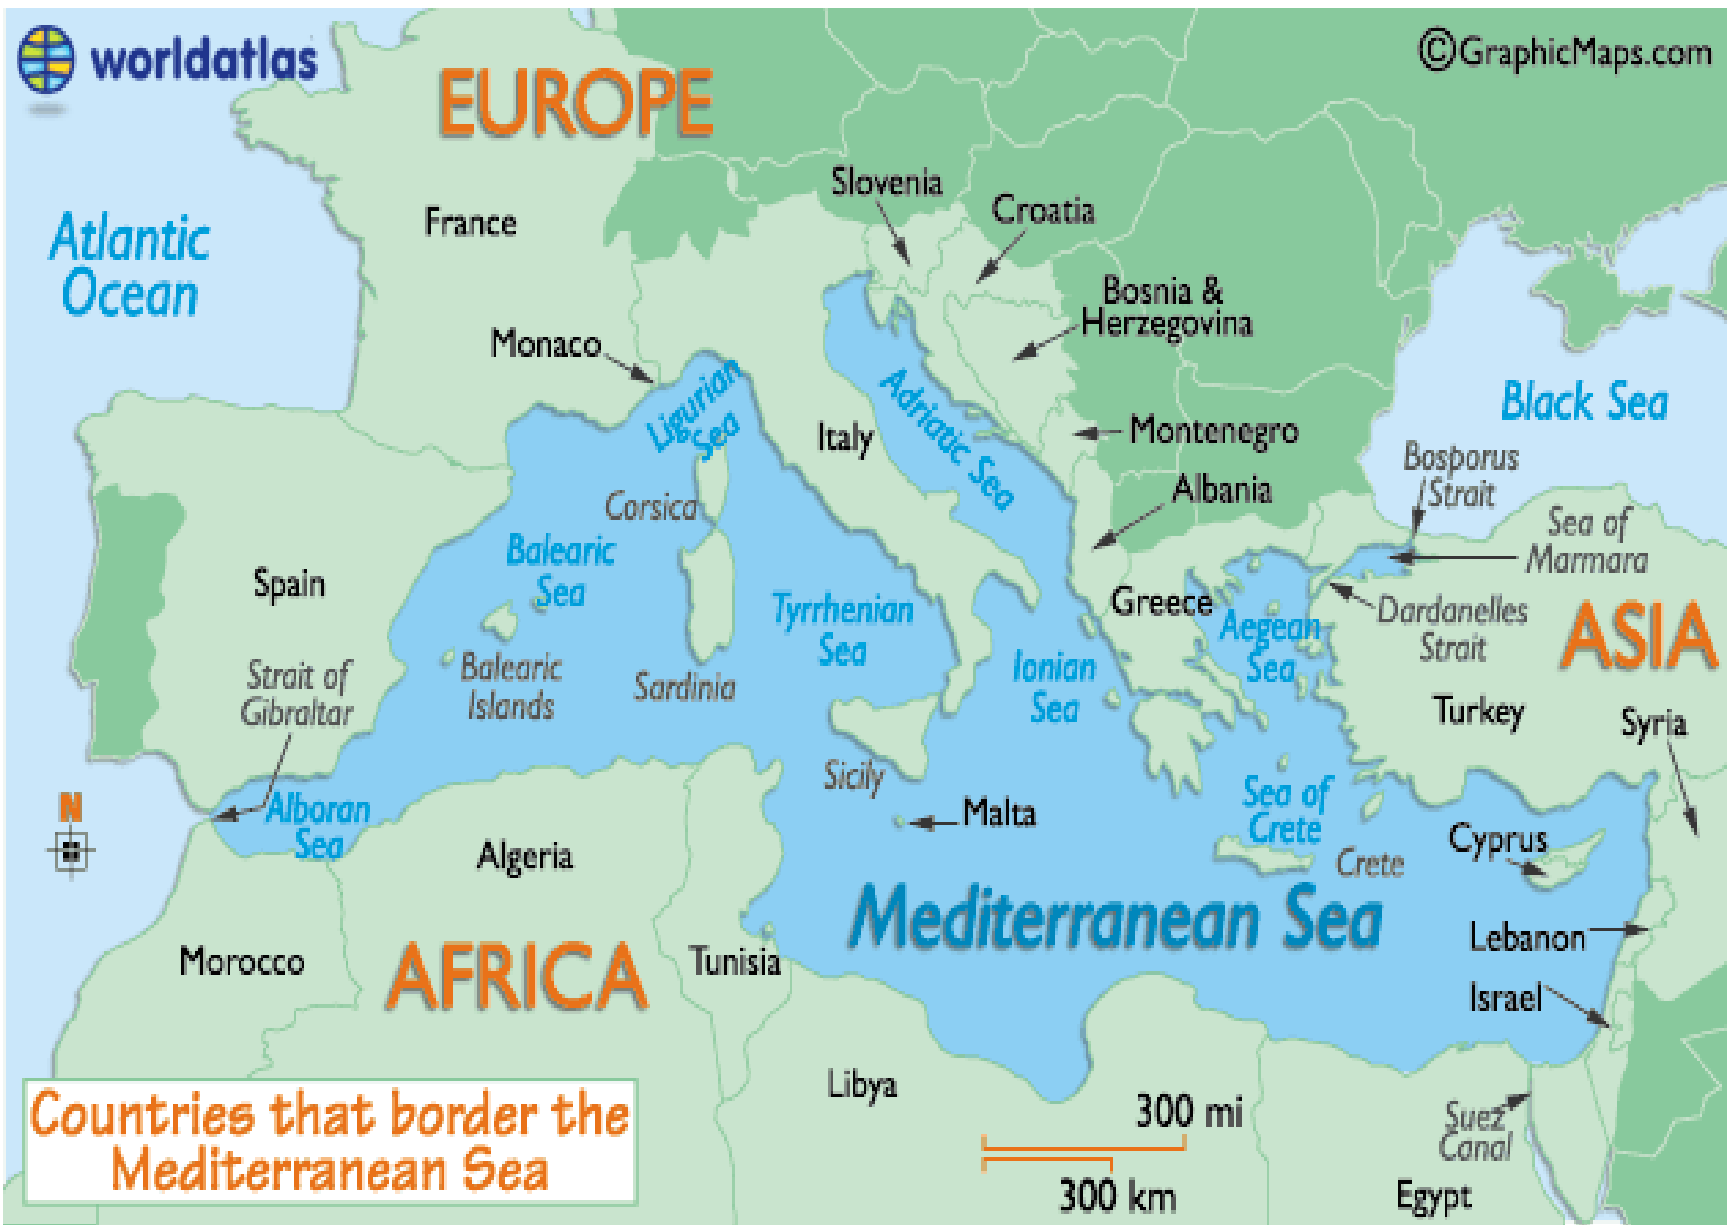 worldatlas
©GraphicMaps.com
EUROPE
Slovenia
Croatia
France
Atlantic
Ocean
Bosnia &
Herzegovina
Monaco
Ligurian
Sea
Adriatic Sea
Black Sea
Italy
Montenegro
Bosporus
Strait
Albania
Corsica
Sea of
Marmara
Balearic
Sea
Spain
Tyrrhenian
Sea
Greece
Aegean
Sea
Dardanelles
Strait
ASIA
Strait of
Gibraltar
Balearic
Islands
Sardinia
Ionian
Sea
Turkey
Syria
Sicily
Sea of
Crete
N
Alboran
Sea
Malta
Cyprus
Algeria
Crete
Mediterranean Sea
Lebanon
Morocco
AFRICA
Tunisia
Israel
Libya
300 mi
Suez
Canal
Countries that border the
Mediterranean Sea
300 km
Egypt